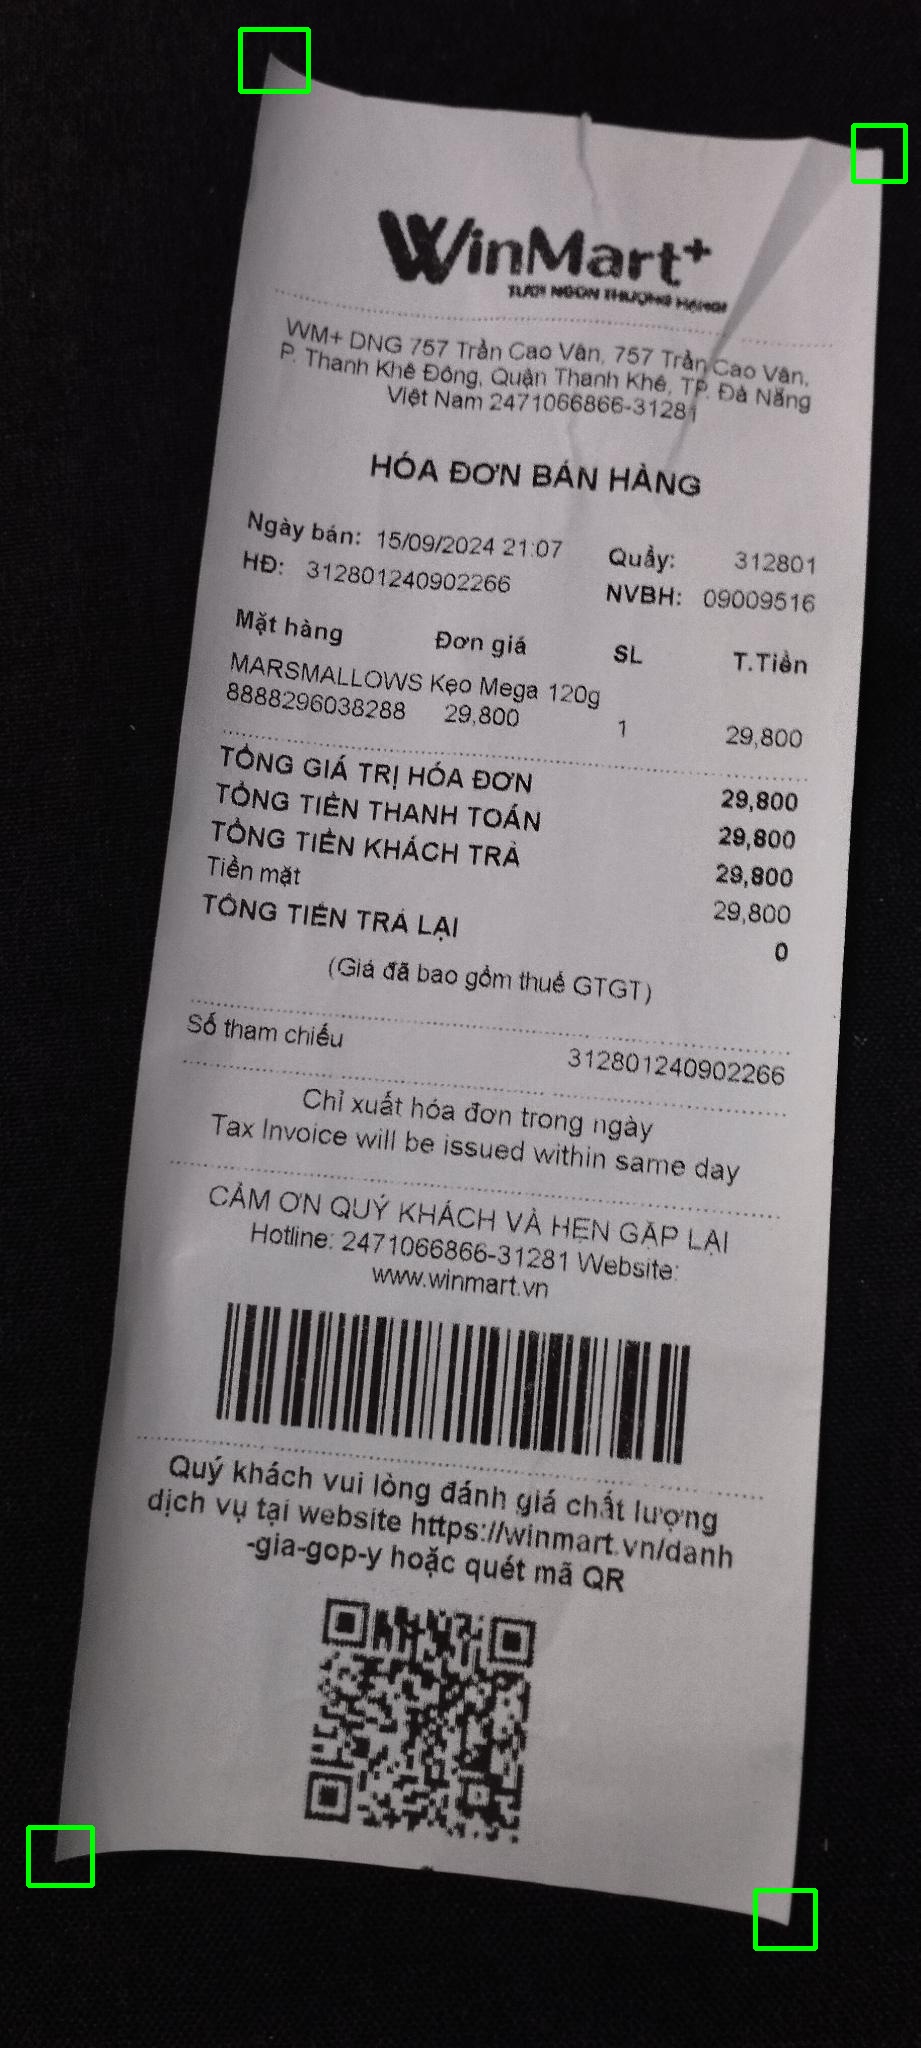 WinMart+
TƯƠI NGON THƯỢNG HẠNG!
WM+ DNG 757 Trần Cao Vân, 757 Trần Cao Vân,
P. Thanh Khê Đông, Quận Thanh Khê, TP. Đà Nẵng
Việt Nam 2471066866-31281
HÓA ĐƠN BÁN HÀNG
Ngày bán: 15/09/2024 21:07 Quầy: 312801
HĐ: 312801240902266 NVBH: 09009516
Mặt hàng Đơn giá SL T.Tiền
MARSMALLOWS Kẹo Mega 120g
8888296038288 29,800 1 29,800
TỔNG GIÁ TRỊ HÓA ĐƠN 29,800
TỔNG TIỀN THANH TOÁN 29,800
TỔNG TIỀN KHÁCH TRẢ 29,800
Tiền mặt 29,800
TỔNG TIỀN TRẢ LẠI 0
(Giá đã bao gồm thuế GTGT)
Số tham chiếu 312801240902266
Chỉ xuất hóa đơn trong ngày
Tax Invoice will be issued within same day
CẢM ƠN QUÝ KHÁCH VÀ HẸN GẶP LẠI
Hotline: 2471066866-31281 Website:
www.winmart.vn
Quý khách vui lòng đánh giá chất lượng
dịch vụ tại website https://winmart.vn/danh
-gia-gop-y hoặc quét mã QR